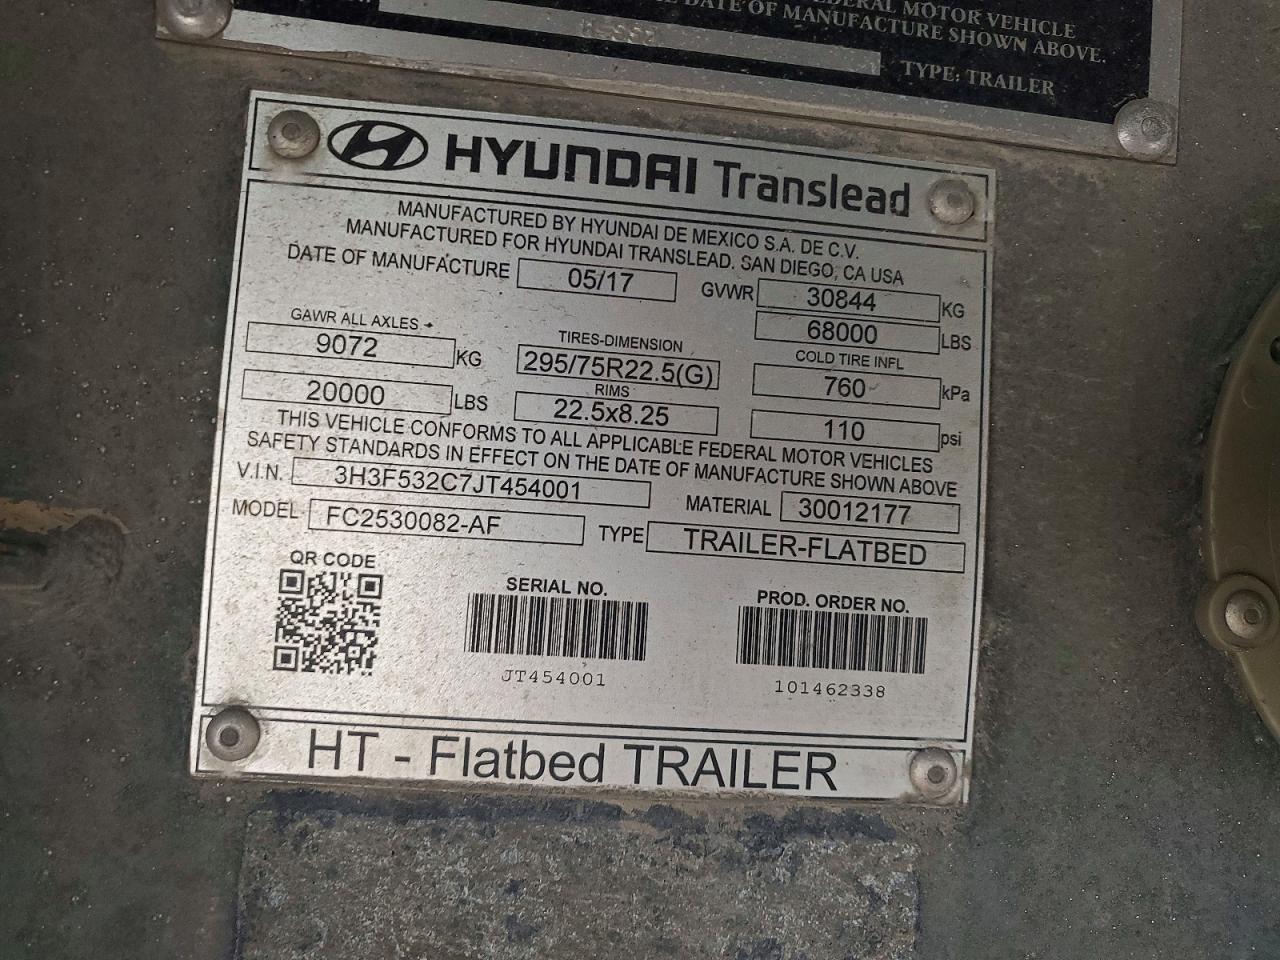 FEDERAL MOTOR VEHICLE
DATE OF MANUFACTURE SHOWN ABOVE.
TYPE: TRAILER
HYUNDAI Translead
MANUFACTURED BY HYUNDAI DE MEXICO S.A. DE C.V.
MANUFACTURED FOR HYUNDAI TRANSLEAD, SAN DIEGO, CA USA
DATE OF MANUFACTURE 05/17 GVWR 30844 KG
68000 LBS
GAWR ALL AXLES TIRES-DIMENSION COLD TIRE INFL
9072 KG 295/75R22.5(G) 760 kPa
RIMS
20000 LBS 22.5x8.25 110 psi
THIS VEHICLE CONFORMS TO ALL APPLICABLE FEDERAL MOTOR VEHICLES
SAFETY STANDARDS IN EFFECT ON THE DATE OF MANUFACTURE SHOWN ABOVE
V.I.N. 3H3F532C7JT454001 MATERIAL 30012177
MODEL FC2530082-AF TYPE TRAILER-FLATBED
QR CODE SERIAL NO. PROD. ORDER NO.
JT454001 101462338
HT - Flatbed TRAILER